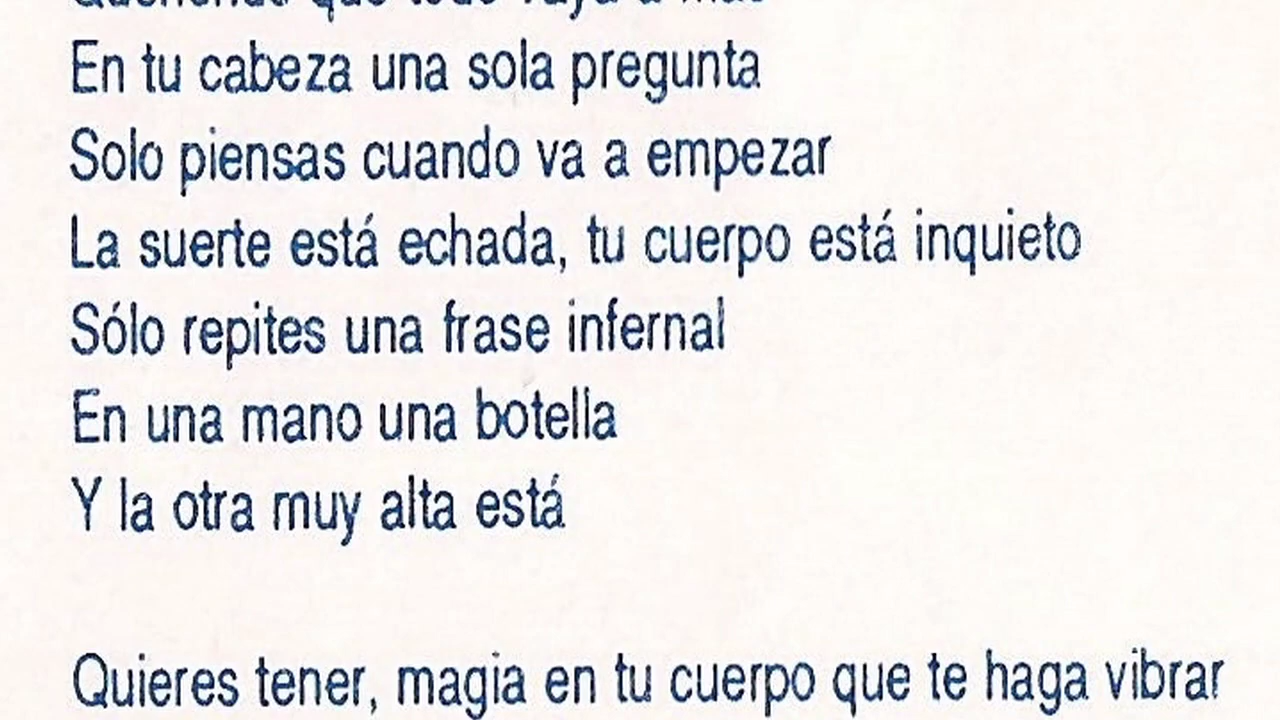 En tu cabeza una sola pregunta
Solo piensas cuando va a empezar
La suerte está echada, tu cuerpo está inquieto
Sólo repites una frase infernal
En una mano una botella
Y la otra muy alta está
Quieres tener, magia en tu cuerpo que te haga vibrar